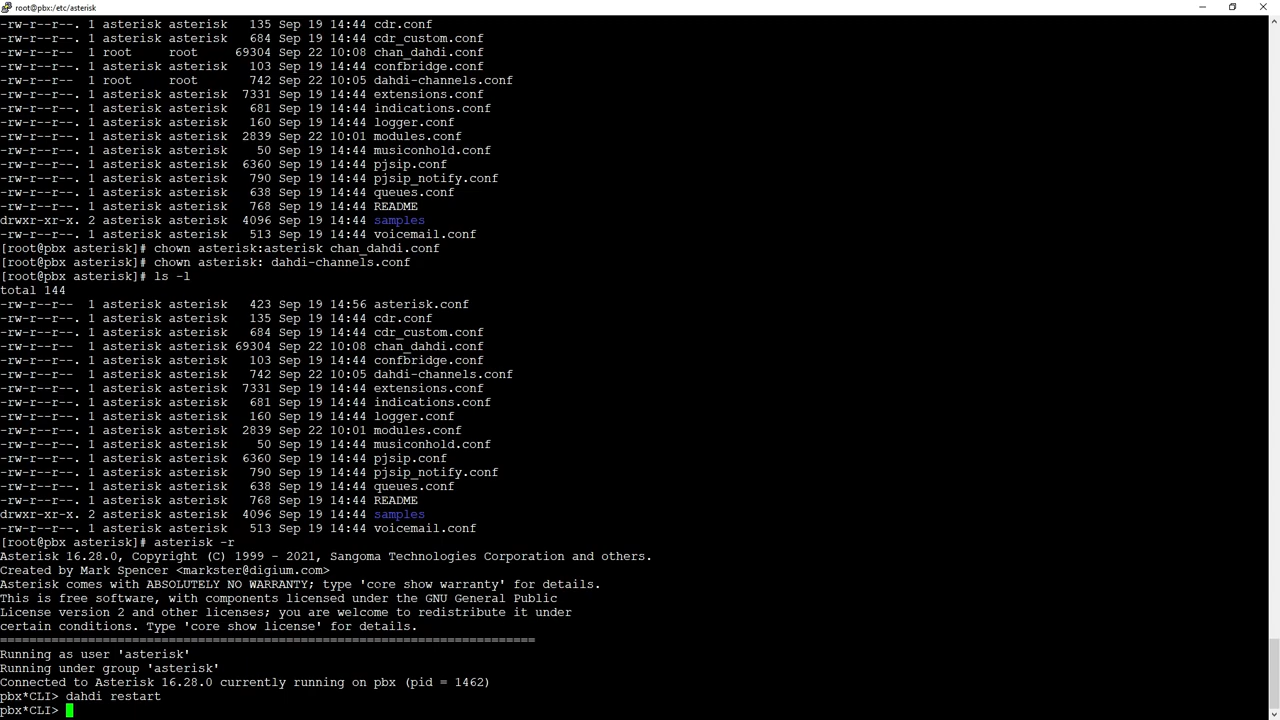 root@pbx:/etc/asterisk
-rw-r--r--. 1 asterisk asterisk   135 Sep 19 14:44 cdr.conf
-rw-r--r--. 1 asterisk asterisk   684 Sep 19 14:44 cdr_custom.conf
-rw-r--r--  1 root     root     69304 Sep 22 10:08 chan_dahdi.conf
-rw-r--r--. 1 asterisk asterisk   103 Sep 19 14:44 confbridge.conf
-rw-r--r--  1 root     root       742 Sep 22 10:05 dahdi-channels.conf
-rw-r--r--. 1 asterisk asterisk  7331 Sep 19 14:44 extensions.conf
-rw-r--r--. 1 asterisk asterisk   681 Sep 19 14:44 indications.conf
-rw-r--r--. 1 asterisk asterisk   160 Sep 19 14:44 logger.conf
-rw-r--r--. 1 asterisk asterisk  2839 Sep 22 10:01 modules.conf
-rw-r--r--. 1 asterisk asterisk    50 Sep 19 14:44 musiconhold.conf
-rw-r--r--. 1 asterisk asterisk  6360 Sep 19 14:44 pjsip.conf
-rw-r--r--. 1 asterisk asterisk   790 Sep 19 14:44 pjsip_notify.conf
-rw-r--r--. 1 asterisk asterisk   638 Sep 19 14:44 queues.conf
-rw-r--r--. 1 asterisk asterisk   768 Sep 19 14:44 README
drwxr-xr-x. 2 asterisk asterisk  4096 Sep 19 14:44 samples
-rw-r--r--. 1 asterisk asterisk   513 Sep 19 14:44 voicemail.conf
[root@pbx asterisk]# chown asterisk:asterisk chan_dahdi.conf
[root@pbx asterisk]# chown asterisk: dahdi-channels.conf
[root@pbx asterisk]# ls -l
total 144
-rw-r--r--  1 asterisk asterisk   423 Sep 19 14:56 asterisk.conf
-rw-r--r--. 1 asterisk asterisk   135 Sep 19 14:44 cdr.conf
-rw-r--r--. 1 asterisk asterisk   684 Sep 19 14:44 cdr_custom.conf
-rw-r--r--  1 asterisk asterisk 69304 Sep 22 10:08 chan_dahdi.conf
-rw-r--r--. 1 asterisk asterisk   103 Sep 19 14:44 confbridge.conf
-rw-r--r--  1 asterisk asterisk   742 Sep 22 10:05 dahdi-channels.conf
-rw-r--r--. 1 asterisk asterisk  7331 Sep 19 14:44 extensions.conf
-rw-r--r--. 1 asterisk asterisk   681 Sep 19 14:44 indications.conf
-rw-r--r--. 1 asterisk asterisk   160 Sep 19 14:44 logger.conf
-rw-r--r--. 1 asterisk asterisk  2839 Sep 22 10:01 modules.conf
-rw-r--r--. 1 asterisk asterisk    50 Sep 19 14:44 musiconhold.conf
-rw-r--r--. 1 asterisk asterisk  6360 Sep 19 14:44 pjsip.conf
-rw-r--r--. 1 asterisk asterisk   790 Sep 19 14:44 pjsip_notify.conf
-rw-r--r--. 1 asterisk asterisk   638 Sep 19 14:44 queues.conf
-rw-r--r--. 1 asterisk asterisk   768 Sep 19 14:44 README
drwxr-xr-x. 2 asterisk asterisk  4096 Sep 19 14:44 samples
-rw-r--r--. 1 asterisk asterisk   513 Sep 19 14:44 voicemail.conf
[root@pbx asterisk]# asterisk -r
Asterisk 16.28.0, Copyright (C) 1999 - 2021, Sangoma Technologies Corporation and others.
Created by Mark Spencer <markster@digium.com>
Asterisk comes with ABSOLUTELY NO WARRANTY; type 'core show warranty' for details.
This is free software, with components licensed under the GNU General Public
License version 2 and other licenses; you are welcome to redistribute it under
certain conditions. Type 'core show license' for details.
=========================================================================
Running as user 'asterisk'
Running under group 'asterisk'
Connected to Asterisk 16.28.0 currently running on pbx (pid = 1462)
pbx*CLI> dahdi restart
pbx*CLI>